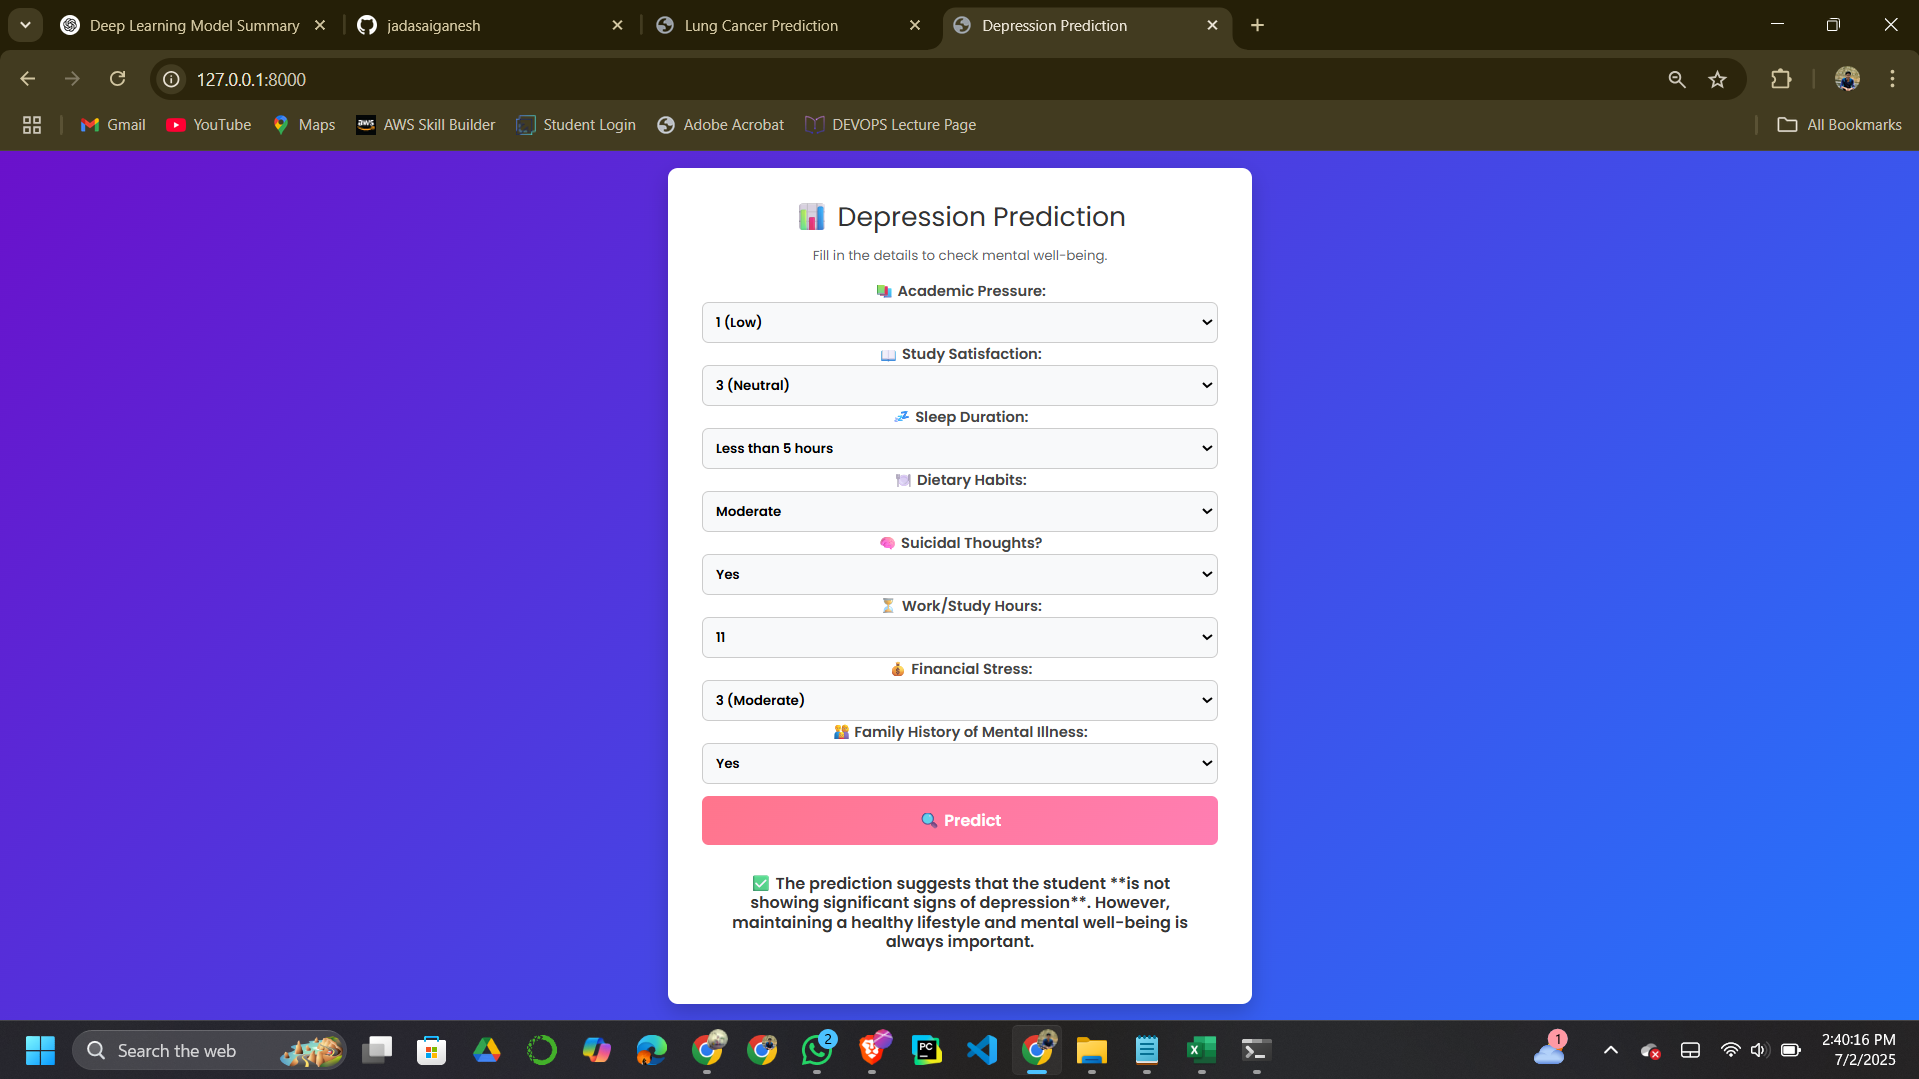 Deep Learning Model Summary
jadasaiganesh
Lung Cancer Prediction
Depression Prediction
127.0.0.1:8000
Gmail
YouTube
Maps
aws
AWS Skill Builder
Student Login
Adobe Acrobat
DEVOPS Lecture Page
All Bookmarks
Depression Prediction
Fill in the details to check mental well-being.
Academic Pressure:
1 (Low)
Study Satisfaction:
3 (Neutral)
Sleep Duration:
Less than 5 hours
Dietary Habits:
Moderate
Suicidal Thoughts?
Yes
Work/Study Hours:
11
Financial Stress:
3 (Moderate)
Family History of Mental Illness:
Yes
Predict
✅ The prediction suggests that the student **is not
showing significant signs of depression**. However,
maintaining a healthy lifestyle and mental well-being is
always important.
Search the web
2
PC
1
2:40:16 PM
7/2/2025